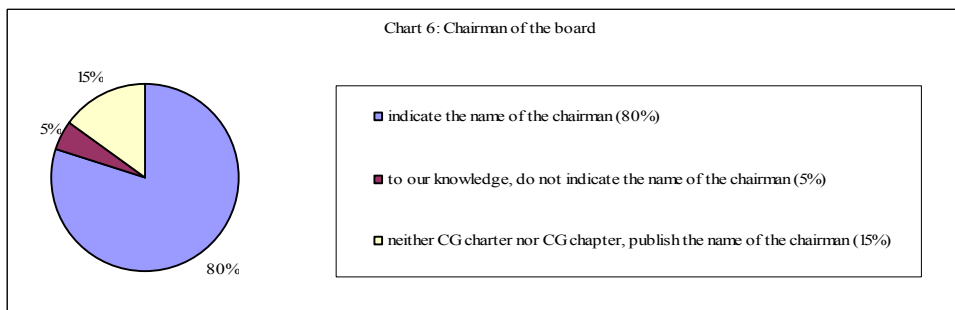 Chart 6: Chairman of the board
15%
5%
80%
indicate the name of the chairman (80%)
to our knowledge, do not indicate the name of the chairman (5%)
neither CG charter nor CG chapter, publish the name of the chairman (15%)